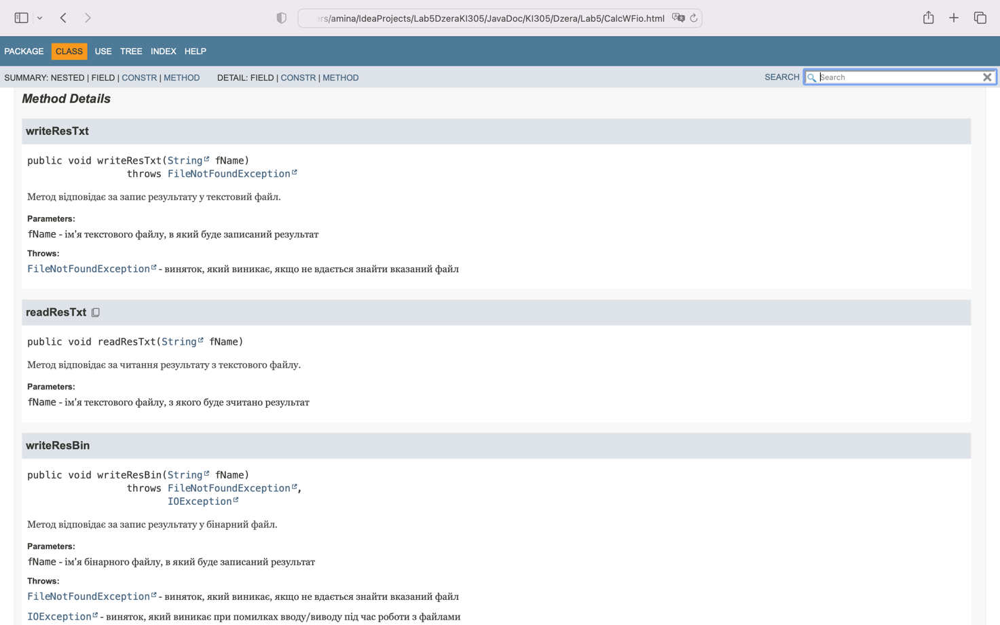 ers/amina/IdeaProjects/Lab5DzeraKI305/JavaDoc/KI305/Dzera/Lab5/CalcWFio.html
PACKAGE CLASS USE TREE INDEX HELP
SUMMARY: NESTED | FIELD | CONSTR | METHOD DETAIL: FIELD | CONSTR | METHOD SEARCH Search
Method Details
writeResTxt
public void writeResTxt(String fName)
throws FileNotFoundException
Метод відповідає за запис результату у текстовий файл.
Parameters:
fName - ім'я текстового файлу, в який буде записаний результат
Throws:
FileNotFoundException - виняток, який виникає, якщо не вдається знайти вказаний файл
readResTxt
public void readResTxt(String fName)
Метод відповідає за читання результату з текстового файлу.
Parameters:
fName - ім'я текстового файлу, з якого буде зчитано результат
writeResBin
public void writeResBin(String fName)
throws FileNotFoundException,
IOException
Метод відповідає за запис результату у бінарний файл.
Parameters:
fName - ім'я бінарного файлу, в який буде записаний результат
Throws:
FileNotFoundException - виняток, який виникає, якщо не вдається знайти вказаний файл
IOException - виняток, який виникає при помилках вводу/виводу під час роботи з файлами